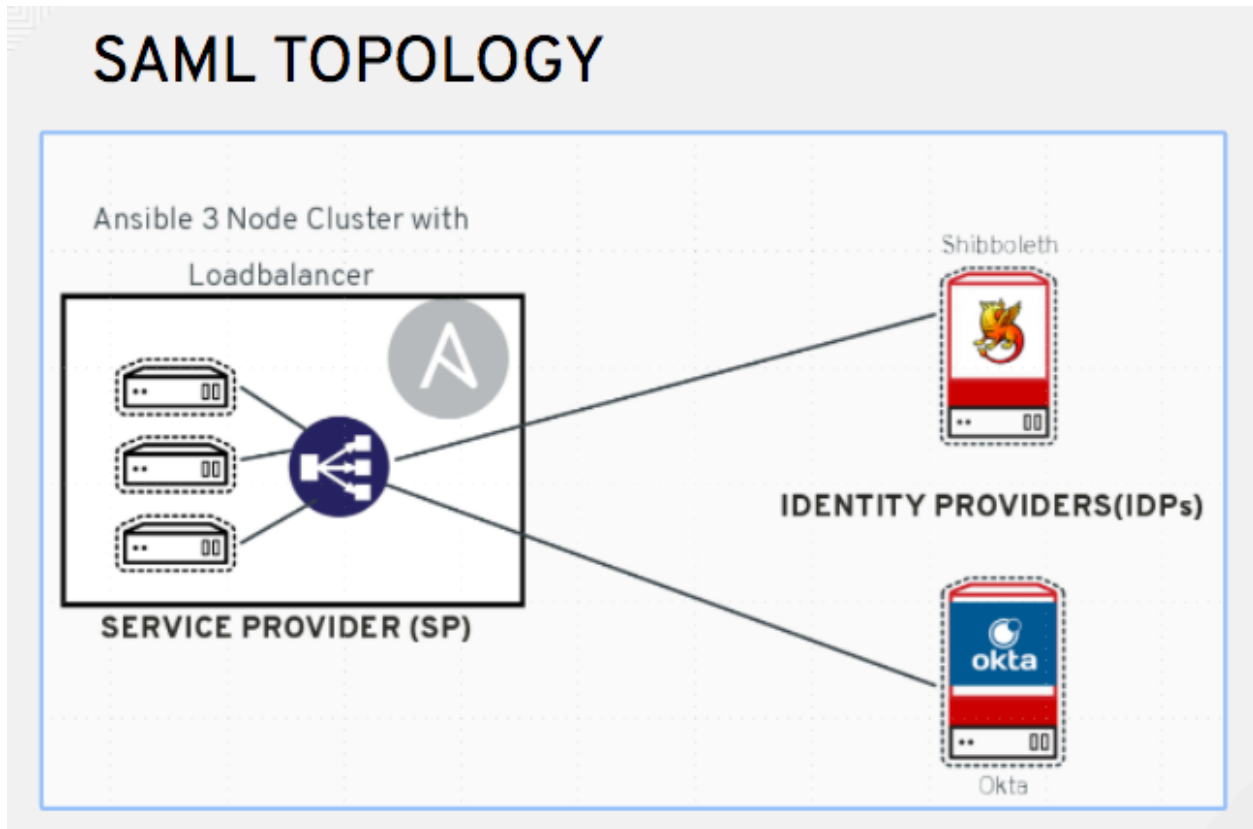 SAML TOPOLOGY
Ansible 3 Node Cluster with
Loadbalancer
SERVICE PROVIDER (SP)
Shibboleth
IDENTITY PROVIDERS(IDPs)
okta
Okta